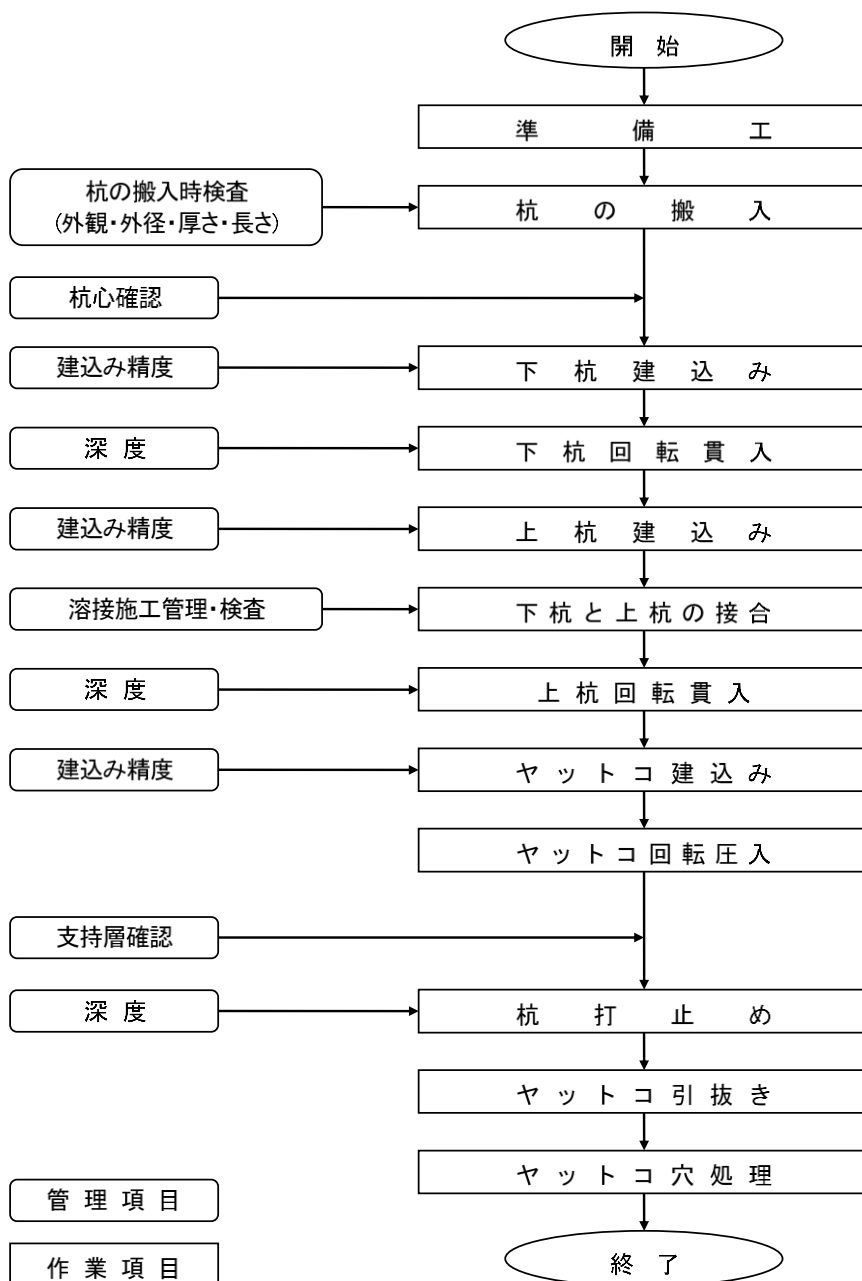 開 始
準 備 工
杭の搬入時検査
(外観・外径・厚さ・長さ)
杭 の 搬 入
杭心確認
建込み精度
下 杭 建 込 み
深 度
下 杭 回 転 貫 入
建込み精度
上 杭 建 込 み
溶接施工管理・検査
下 杭 と 上 杭 の 接 合
深 度
上 杭 回 転 貫 入
建込み精度
ヤ ッ ト コ 建 込 み
ヤ ッ ト コ 回 転 圧 入
支持層確認
深 度
杭 打 止 め
ヤ ッ ト コ 引 抜 き
ヤ ッ ト コ 穴 処 理
管 理 項 目
作 業 項 目
終 了